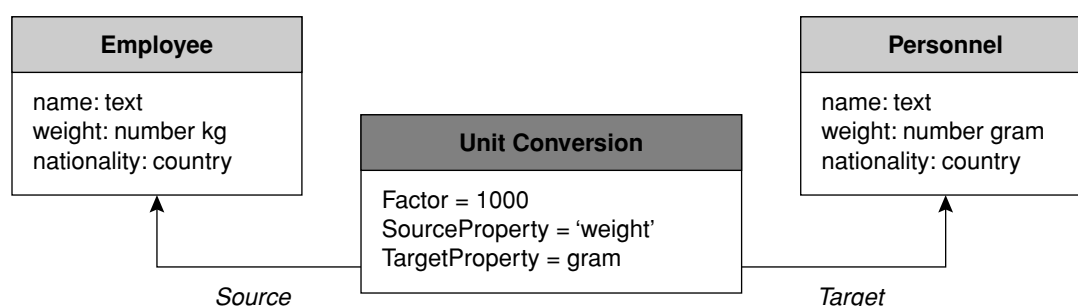 Employee
name: text
weight: number kg
nationality: country
Unit Conversion
Factor = 1000
SourceProperty = ‘weight’
TargetProperty = gram
Personnel
name: text
weight: number gram
nationality: country
Source
Target